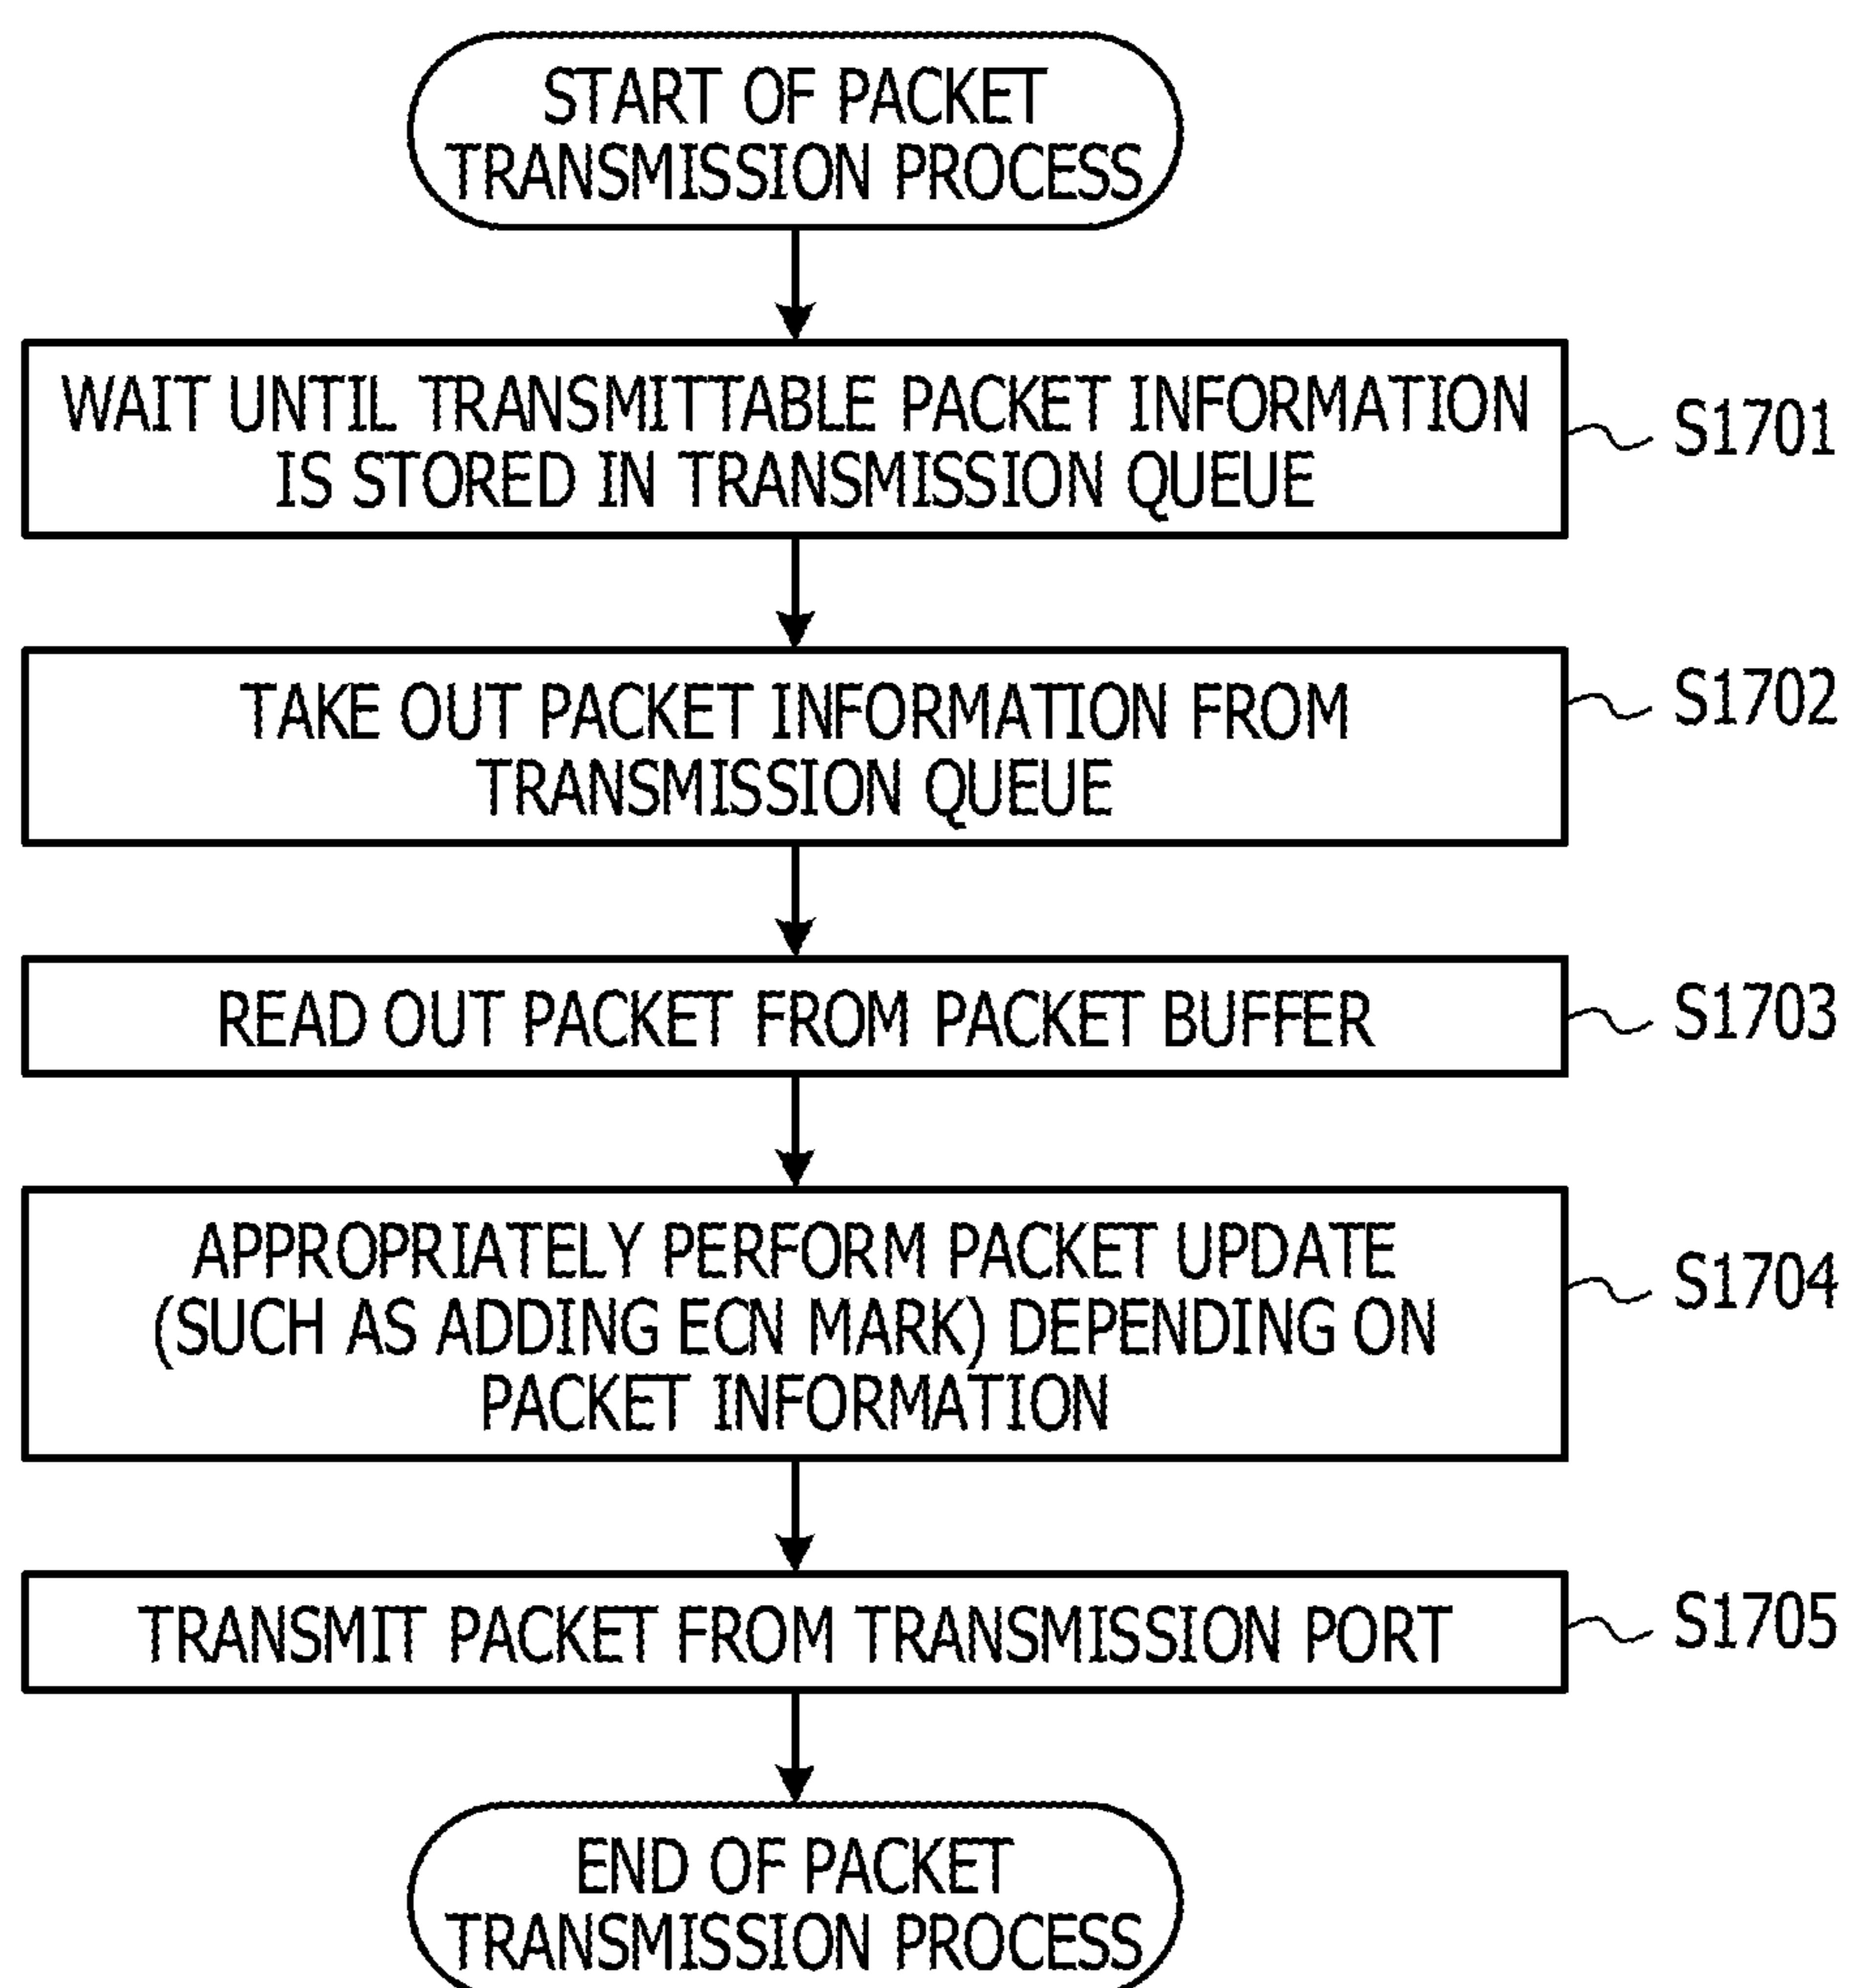 START OF PACKET
TRANSMISSION PROCESS
WAIT UNTIL TRANSMITTABLE PACKET INFORMATION
IS STORED IN TRANSMISSION QUEUE
S1701
TAKE OUT PACKET INFORMATION FROM
TRANSMISSION QUEUE
S1702
READ OUT PACKET FROM PACKET BUFFER
S1703
APPROPRIATELY PERFORM PACKET UPDATE
(SUCH AS ADDING ECN MARK) DEPENDING ON
PACKET INFORMATION
S1704
TRANSMIT PACKET FROM TRANSMISSION PORT
S1705
END OF PACKET
TRANSMISSION PROCESS